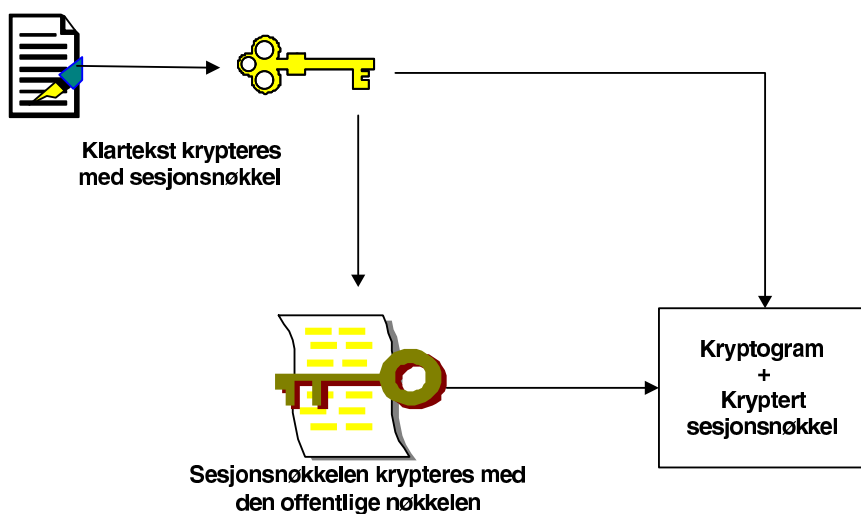 Klartekst krypteres
med sesjonsnøkkel
Kryptogram
+
Kryptert
sesjonsnøkkel
Sesjonsnøkkelen krypteres med
den offentlige nøkkelen